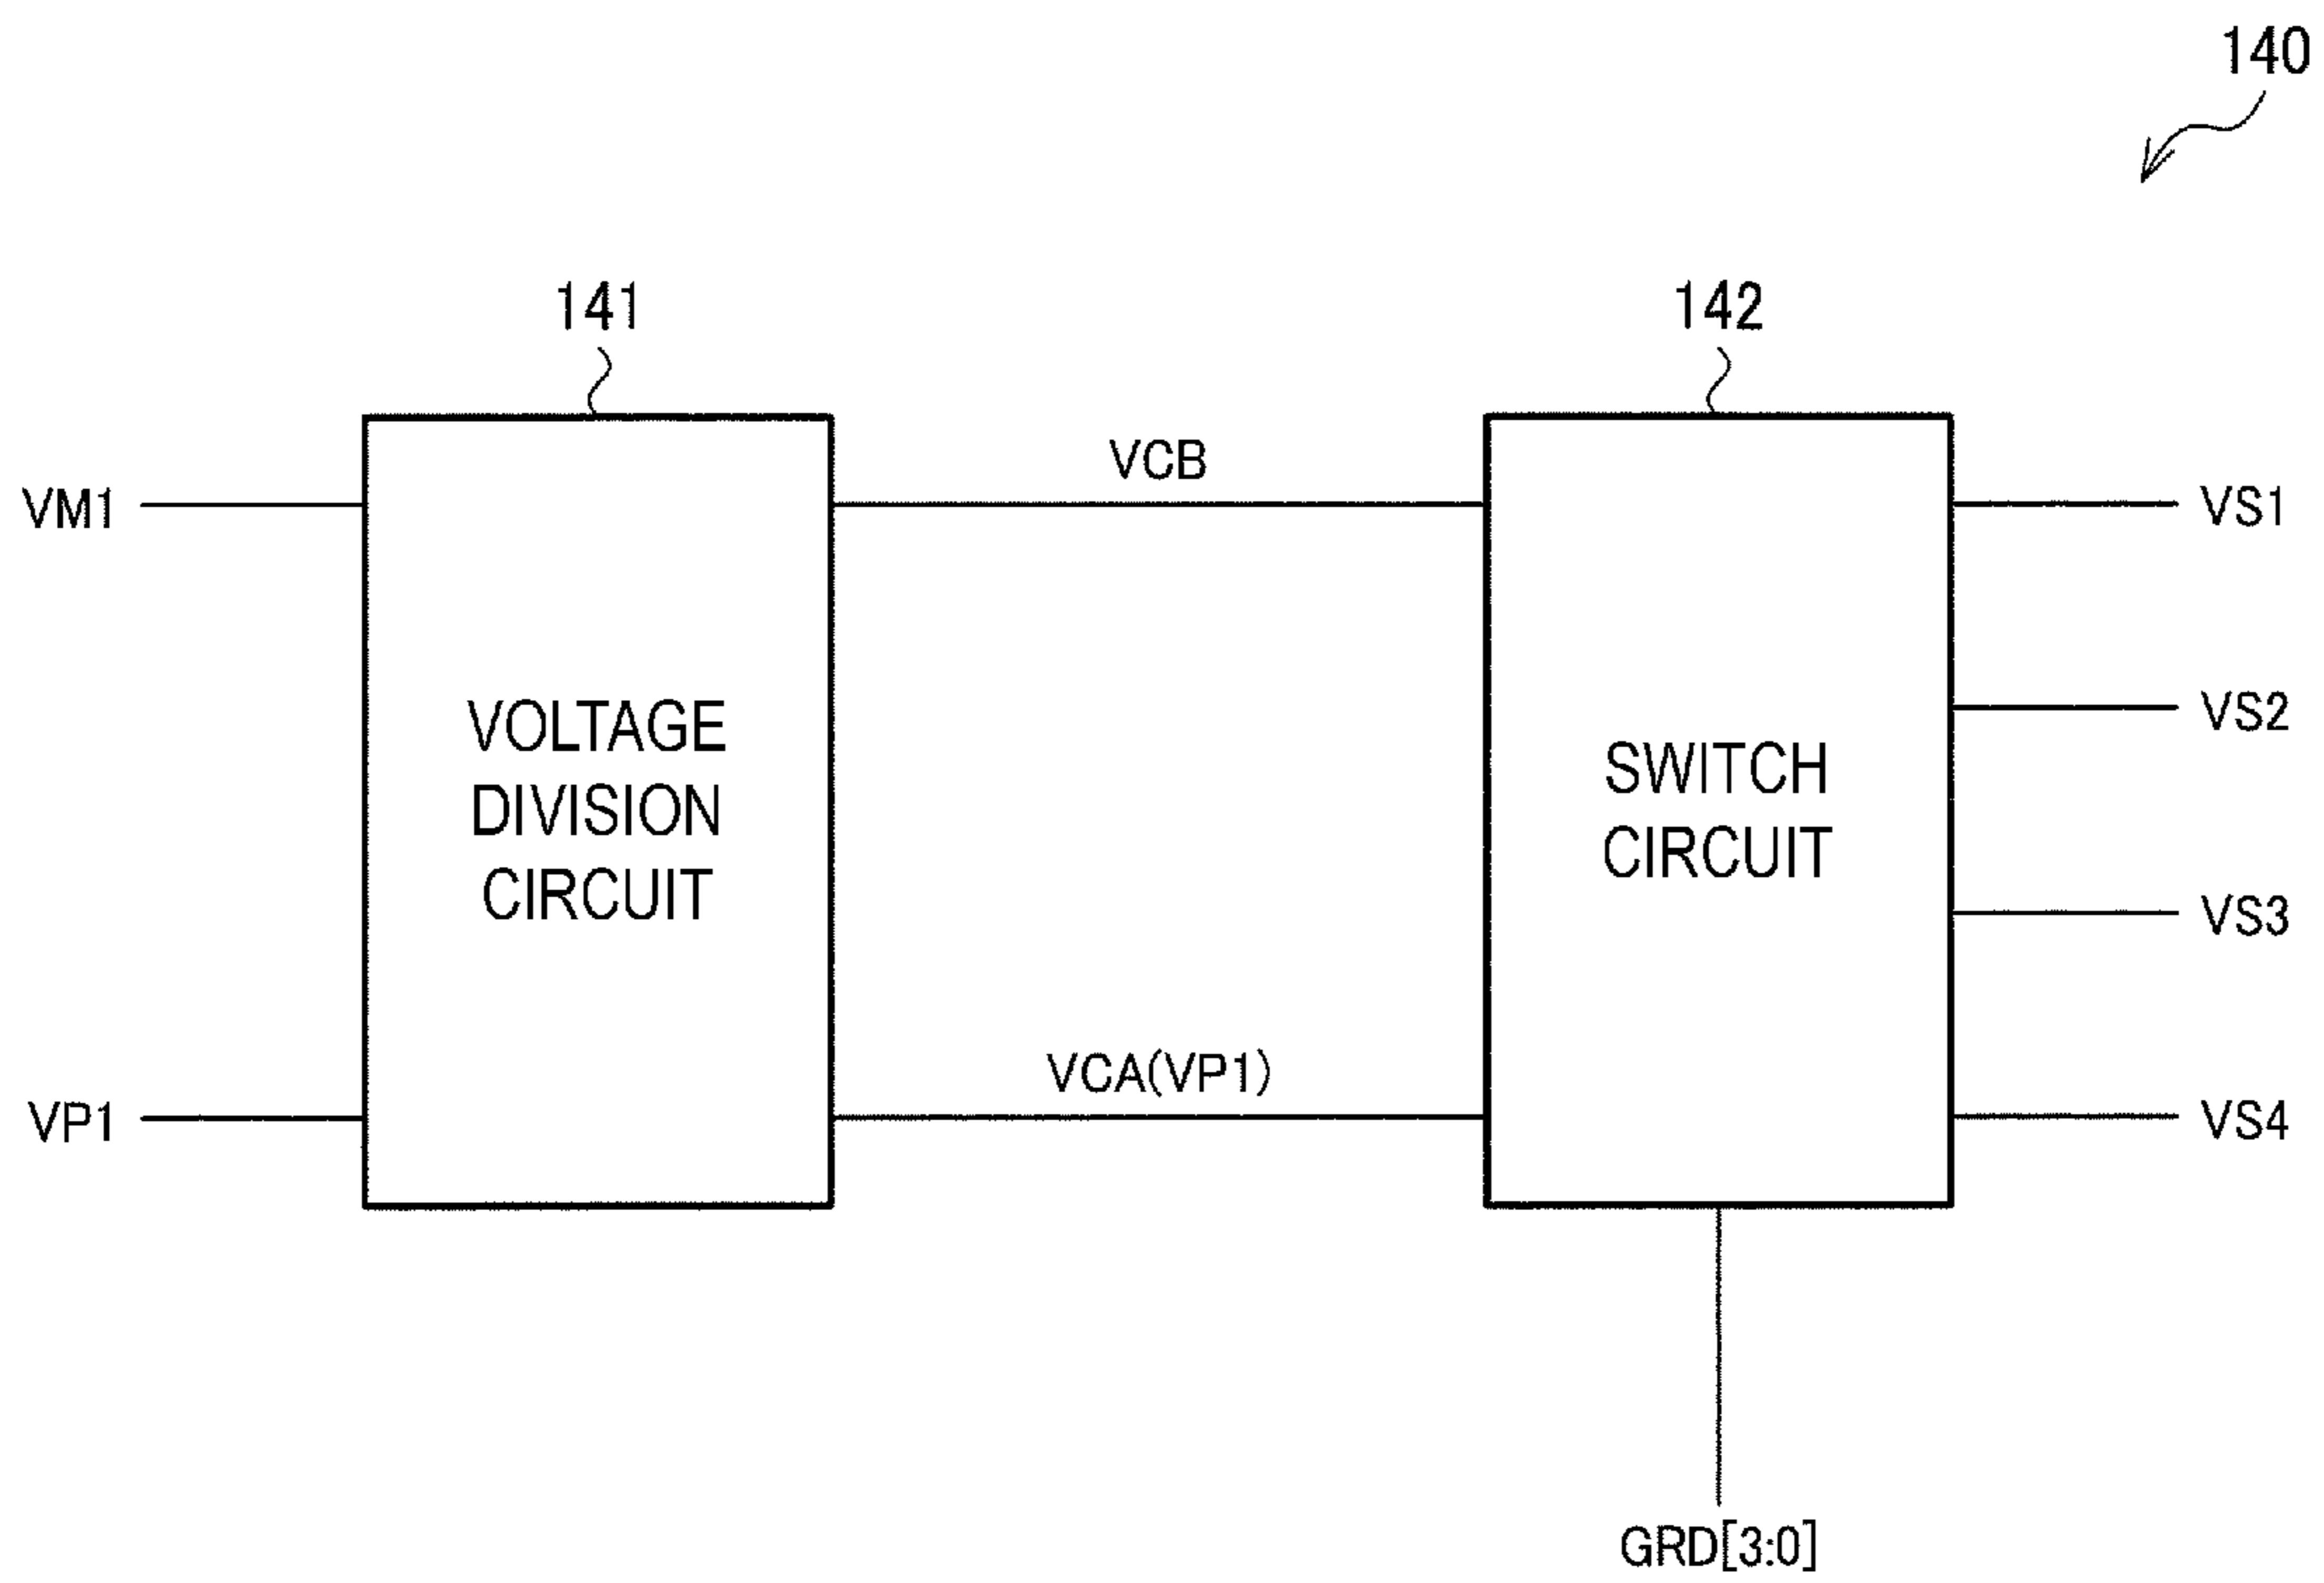 140
141
142
VM1
VCB
VS1
VOLTAGE
DIVISION
CIRCUIT
SWITCH
CIRCUIT
VS2
VS3
VP1
VCA(VP1)
VS4
GRD[3:0]